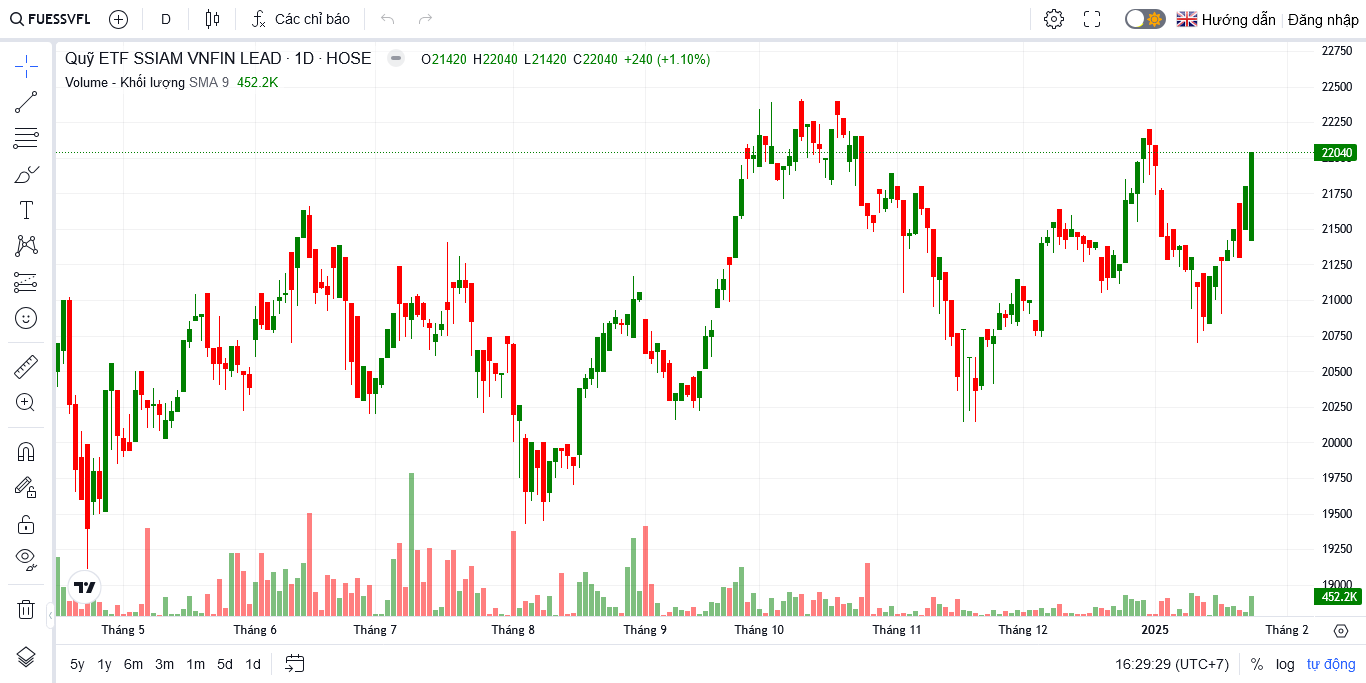 FUESSVFL D Các chỉ báo Hướng dẫn Đăng nhập
Quỹ ETF SSIAM VNFIN LEAD · 1D · HOSE O21420 H22040 L21420 C22040 +240 (+1.10%)
Volume - Khối lượng SMA 9 452.2K
22750
22500
22250
22040
22000
21750
21500
21250
21000
20750
20500
20250
20000
19750
19500
19250
19000
452.2K
Tháng 5 Tháng 6 Tháng 7 Tháng 8 Tháng 9 Tháng 10 Tháng 11 Tháng 12 2025 Tháng 2
5y 1y 6m 3m 1m 5d 1d 16:29:29 (UTC+7) % log tự động